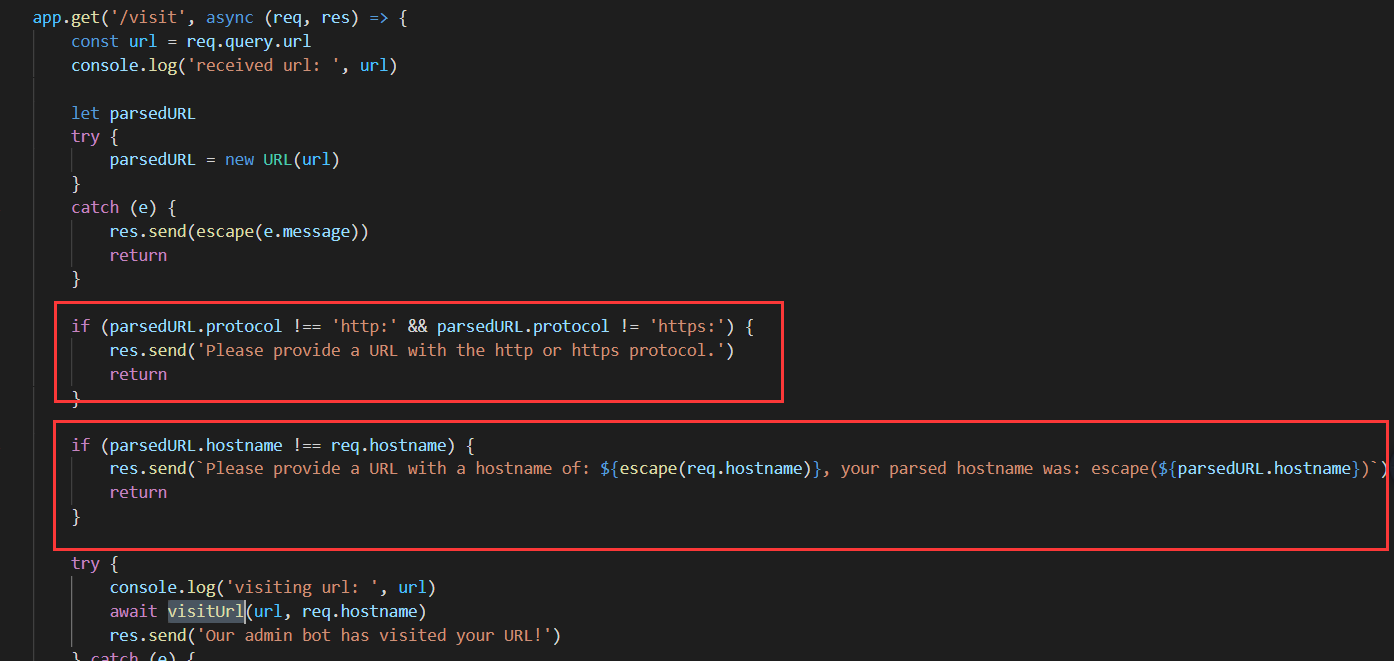 app.get('/visit', async (req, res) => {
    const url = req.query.url
    console.log('received url: ', url)
    let parsedURL
    try {
        parsedURL = new URL(url)
    }
    catch (e) {
        res.send(escape(e.message))
        return
    }
    if (parsedURL.protocol !== 'http:' && parsedURL.protocol != 'https:') {
        res.send('Please provide a URL with the http or https protocol.')
        return
    }
    if (parsedURL.hostname !== req.hostname) {
        res.send(`Please provide a URL with a hostname of: ${escape(req.hostname)}, your parsed hostname was: escape(${parsedURL.hostname})`)
        return
    }
    try {
        console.log('visiting url: ', url)
        await visitUrl(url, req.hostname)
        res.send('Our admin bot has visited your URL!')
    } catch (e) {